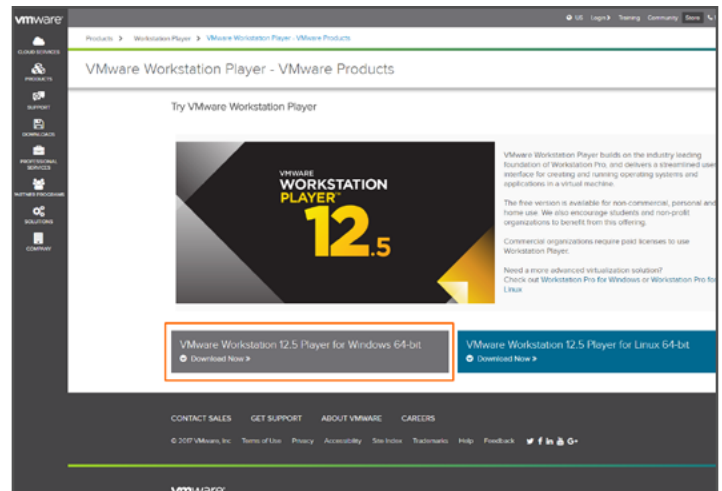 vmware
US Login Training Community Store
CLOUD SERVICES
PRODUCTS
SUPPORT
DOWNLOADS
PROFESSIONAL
SERVICES
PARTNER PROGRAMS
SOLUTIONS
COMPANY
Products > Workstation Player > VMware Workstation Player - VMware Products
VMware Workstation Player - VMware Products
Try VMware Workstation Player
VMWARE
WORKSTATION
PLAYER™
12.5
VMware Workstation Player builds on the industry leading
foundation of Workstation Pro, and delivers a streamlined user
interface for creating and running operating systems and
applications in a virtual machine.
The free version is available for non-commercial, personal and
home use. We also encourage students and non-profit
organizations to benefit from this offering.
Commercial organizations require paid licenses to use
Workstation Player.
Need a more advanced virtualization solution?
Check out Workstation Pro for Windows or Workstation Pro for
Linux
VMware Workstation 12.5 Player for Windows 64-bit
Download Now >
VMware Workstation 12.5 Player for Linux 64-bit
Download Now >
CONTACT SALES GET SUPPORT ABOUT VMWARE CAREERS
© 2017 VMware, Inc Terms of Use Privacy Accessibility Site Index Trademarks Help Feedback
vmware